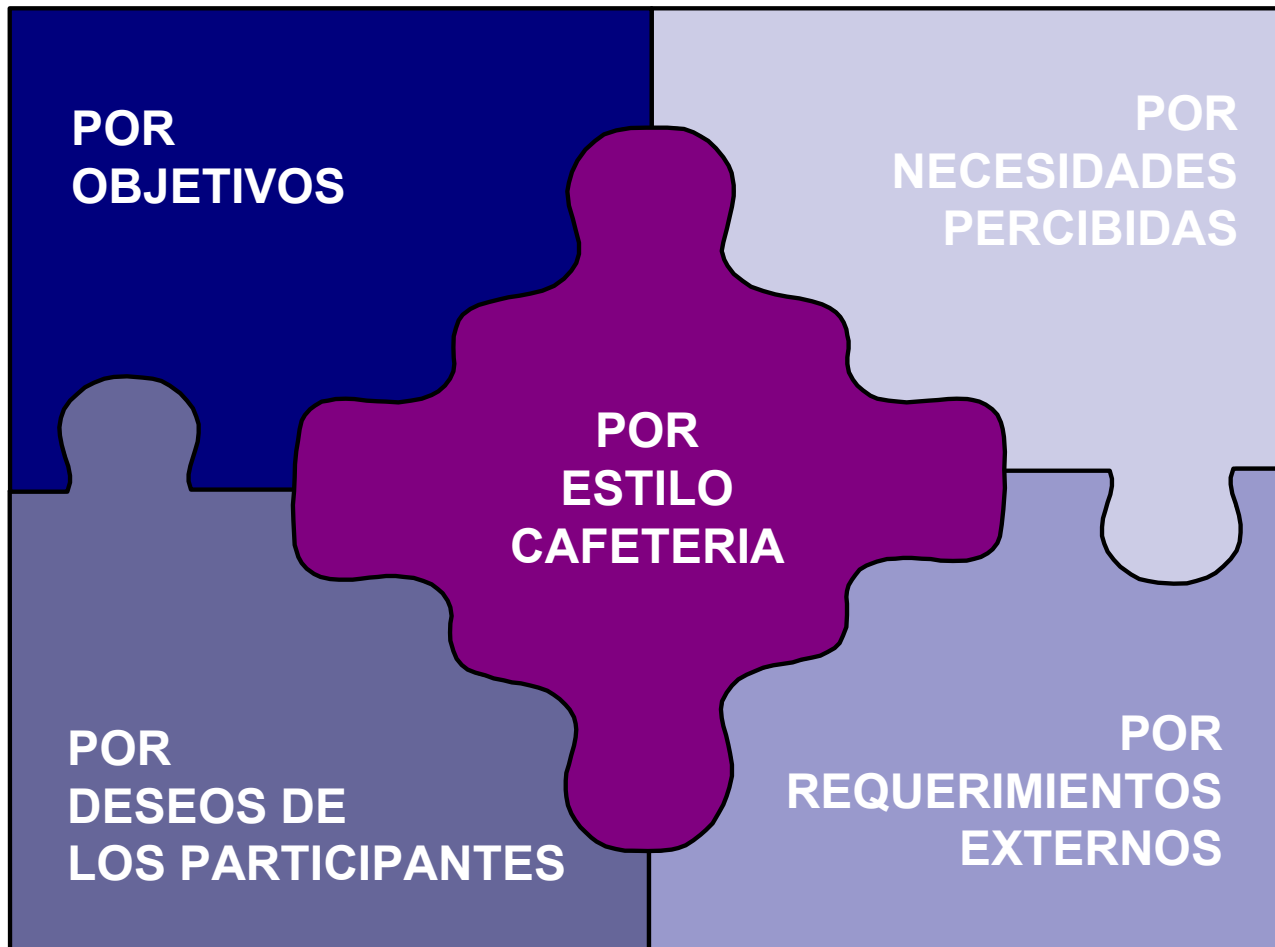 POR
OBJETIVOS
POR
NECESIDADES
PERCIBIDAS
POR
ESTILO
CAFETERIA
POR
DESEOS DE
LOS PARTICIPANTES
POR
REQUERIMIENTOS
EXTERNOS